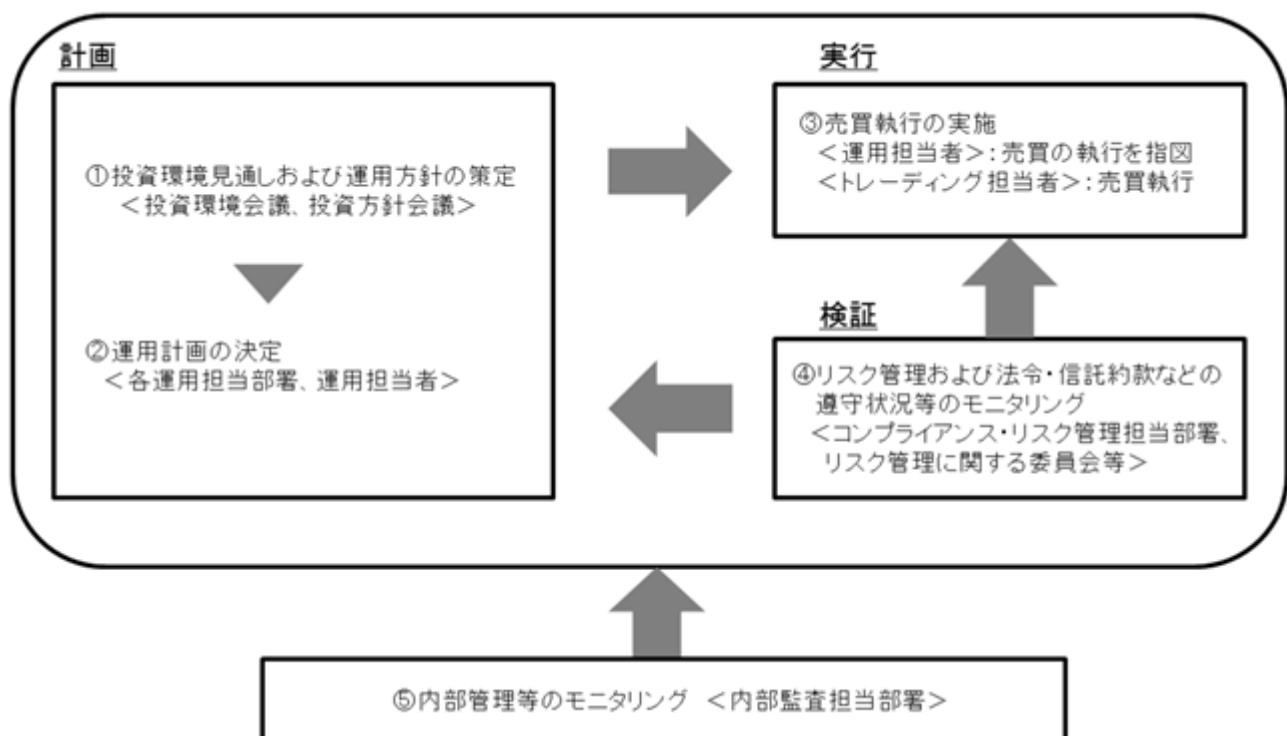 計画
①投資環境見通しおよび運用方針の策定
＜投資環境会議、投資方針会議＞
②運用計画の決定
＜各運用担当部署、運用担当者＞
実行
③売買執行の実施
＜運用担当者＞：売買の執行を指図
＜トレーディング担当者＞：売買執行
検証
④リスク管理および法令・信託約款などの
遵守状況等のモニタリング
＜コンプライアンス・リスク管理担当部署、
リスク管理に関する委員会等＞
⑤内部管理等のモニタリング ＜内部監査担当部署＞